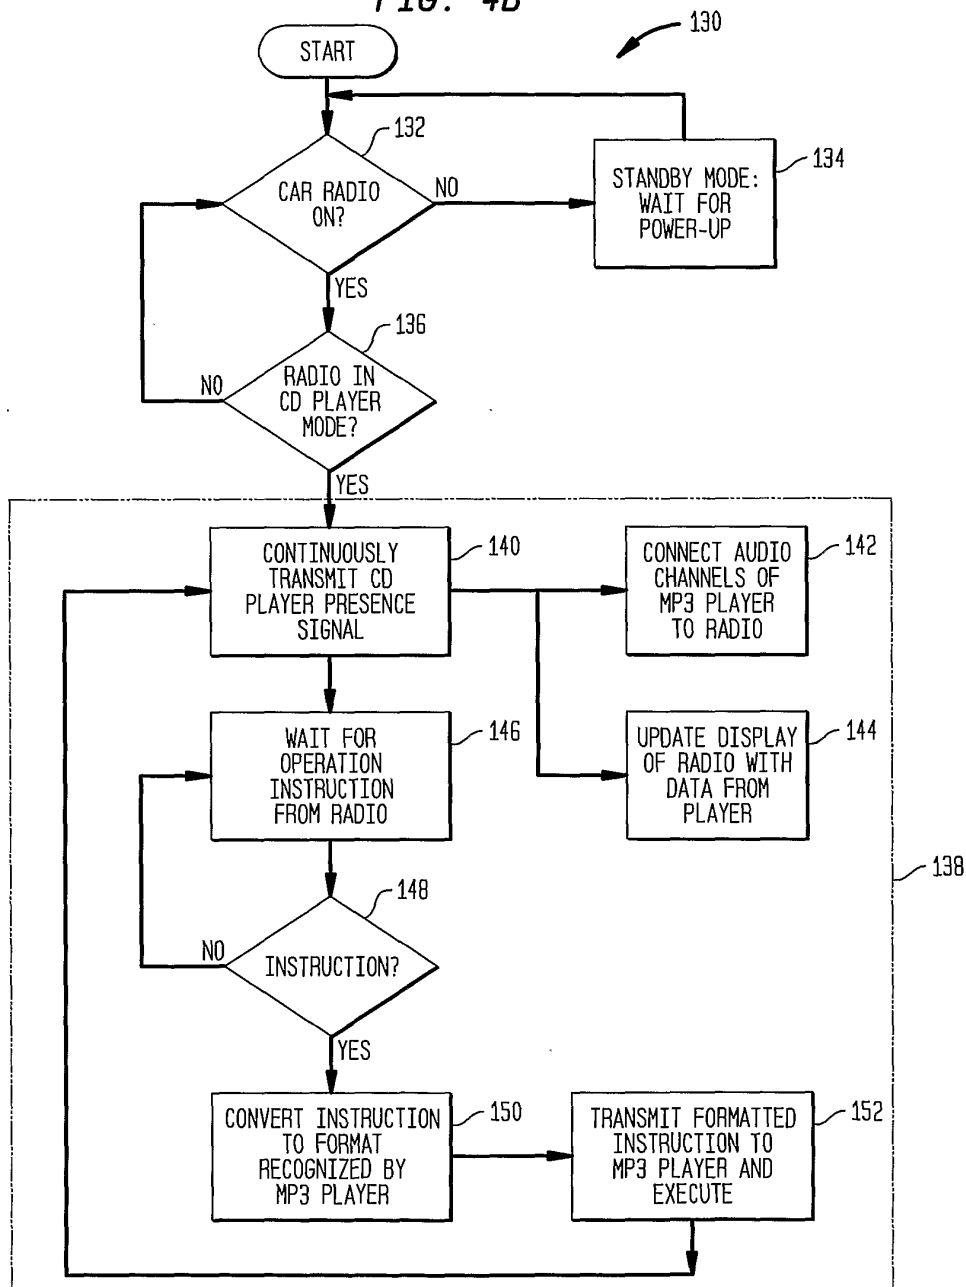 FIG. 4B
130
START
132
CAR RADIO
ON?
NO
134
STANDBY MODE:
WAIT FOR
POWER-UP
YES
136
RADIO IN
CD PLAYER
MODE?
NO
YES
140
CONTINUOUSLY
TRANSMIT CD
PLAYER PRESENCE
SIGNAL
142
CONNECT AUDIO
CHANNELS OF
MP3 PLAYER
TO RADIO
146
WAIT FOR
OPERATION
INSTRUCTION
FROM RADIO
144
UPDATE DISPLAY
OF RADIO WITH
DATA FROM
PLAYER
138
148
INSTRUCTION?
NO
YES
150
CONVERT INSTRUCTION
TO FORMAT
RECOGNIZED BY
MP3 PLAYER
152
TRANSMIT FORMATTED
INSTRUCTION TO
MP3 PLAYER AND
EXECUTE